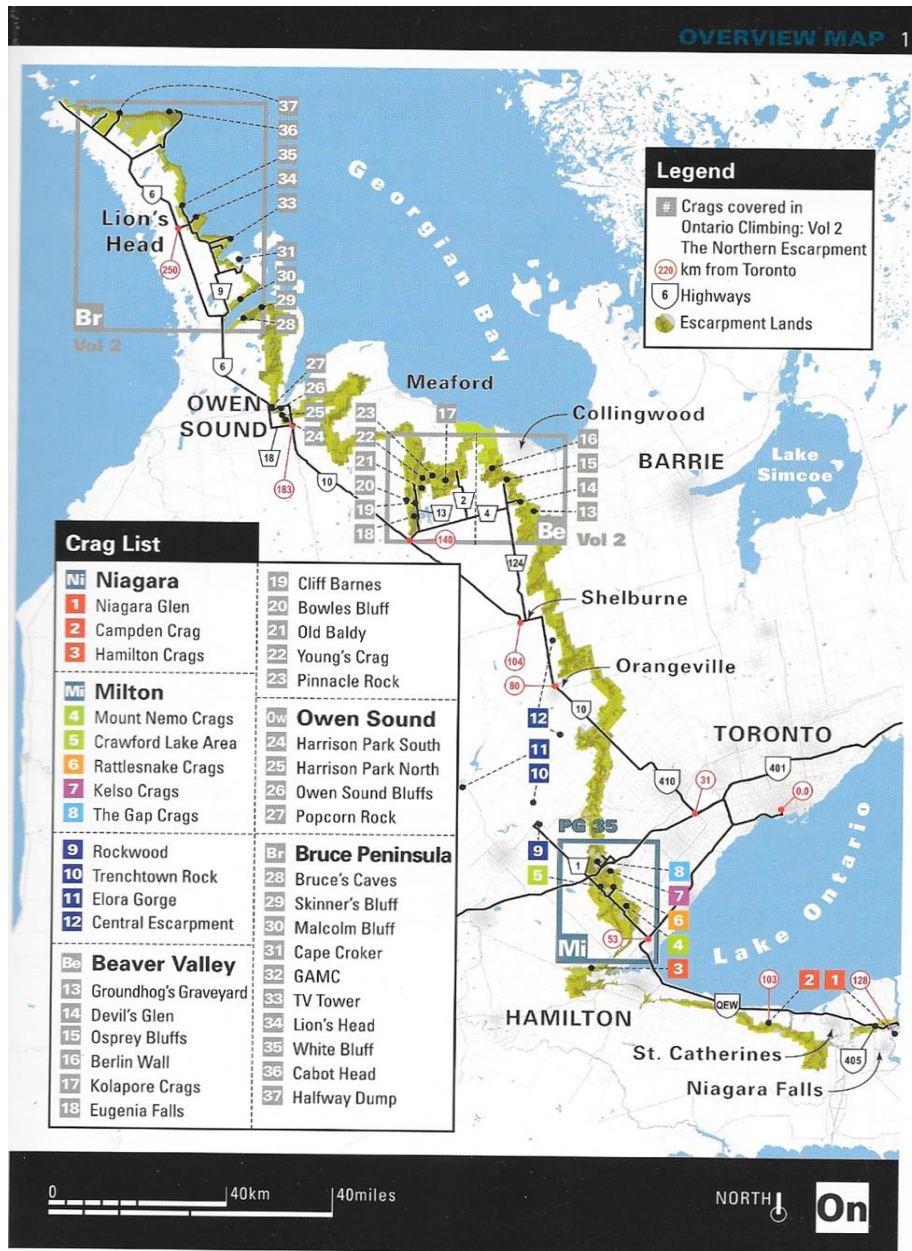 OVERVIEW MAP 1
37
36
35
34
33
31
30
29
28
6
Lion's
Head
250
9
Br
Vol 2
6
Georgian Bay
Legend
# Crags covered in
Ontario Climbing: Vol 2
The Northern Escarpment
220 km from Toronto
6 Highways
Escarpment Lands
27
26
25
24
OWEN
SOUND
18
183
10
Meaford
Collingwood
BARRIE
Lake
Simcoe
23
22
21
20
19
18
17
16
15
14
13
13
2
4
Be
Vol 2
140
124
Shelburne
104
Orangeville
80
10
12
11
10
TORONTO
410
401
31
0.0
PG 35
9
5
1
8
7
6
4
3
Mi
53
Lake Ontario
HAMILTON
QEW
103
2
1
128
405
St. Catherines
Niagara Falls
Crag List
Ni Niagara
1 Niagara Glen
2 Campden Crag
3 Hamilton Crags
Mi Milton
4 Mount Nemo Crags
5 Crawford Lake Area
6 Rattlesnake Crags
7 Kelso Crags
8 The Gap Crags
9 Rockwood
10 Trenchtown Rock
11 Elora Gorge
12 Central Escarpment
Be Beaver Valley
13 Groundhog's Graveyard
14 Devil's Glen
15 Osprey Bluffs
16 Berlin Wall
17 Kolapore Crags
18 Eugenia Falls
19 Cliff Barnes
20 Bowles Bluff
21 Old Baldy
22 Young's Crag
23 Pinnacle Rock
Ow Owen Sound
24 Harrison Park South
25 Harrison Park North
26 Owen Sound Bluffs
27 Popcorn Rock
Br Bruce Peninsula
28 Bruce's Caves
29 Skinner's Bluff
30 Malcolm Bluff
31 Cape Croker
32 GAMC
33 TV Tower
34 Lion's Head
35 White Bluff
36 Cabot Head
37 Halfway Dump
0 40km 40miles
NORTH
On